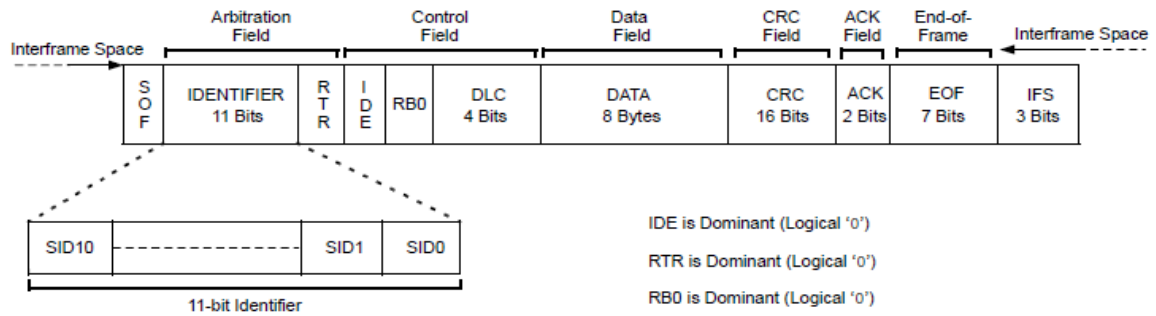 Arbitration Field
Control Field
Data Field
CRC Field
ACK Field
End-of-Frame
Interframe Space
Interframe Space
SOF
IDENTIFIER
11 Bits
RTR
IDE
RB0
DLC
4 Bits
DATA
8 Bytes
CRC
16 Bits
ACK
2 Bits
EOF
7 Bits
IFS
3 Bits
SID10
SID1
SID0
11-bit Identifier
IDE is Dominant (Logical ‘0’)
RTR is Dominant (Logical ‘0’)
RB0 is Dominant (Logical ‘0’)